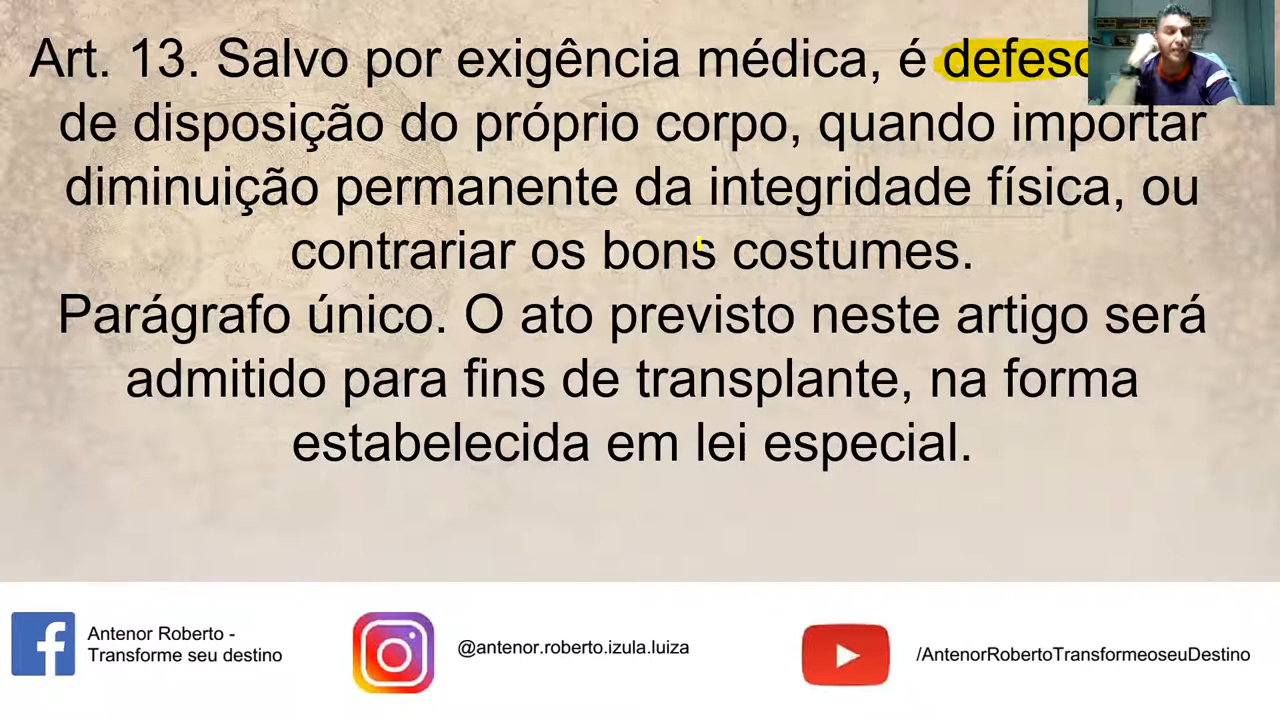 Art. 13. Salvo por exigência médica, é defeso
de disposição do próprio corpo, quando importar
diminuição permanente da integridade física, ou
contrariar os bons costumes.
Parágrafo único. O ato previsto neste artigo será
admitido para fins de transplante, na forma
estabelecida em lei especial.
Antenor Roberto -
Transforme seu destino
@antenor.roberto.izula.luiza
/AntenorRobertoTransformeoseuDestino